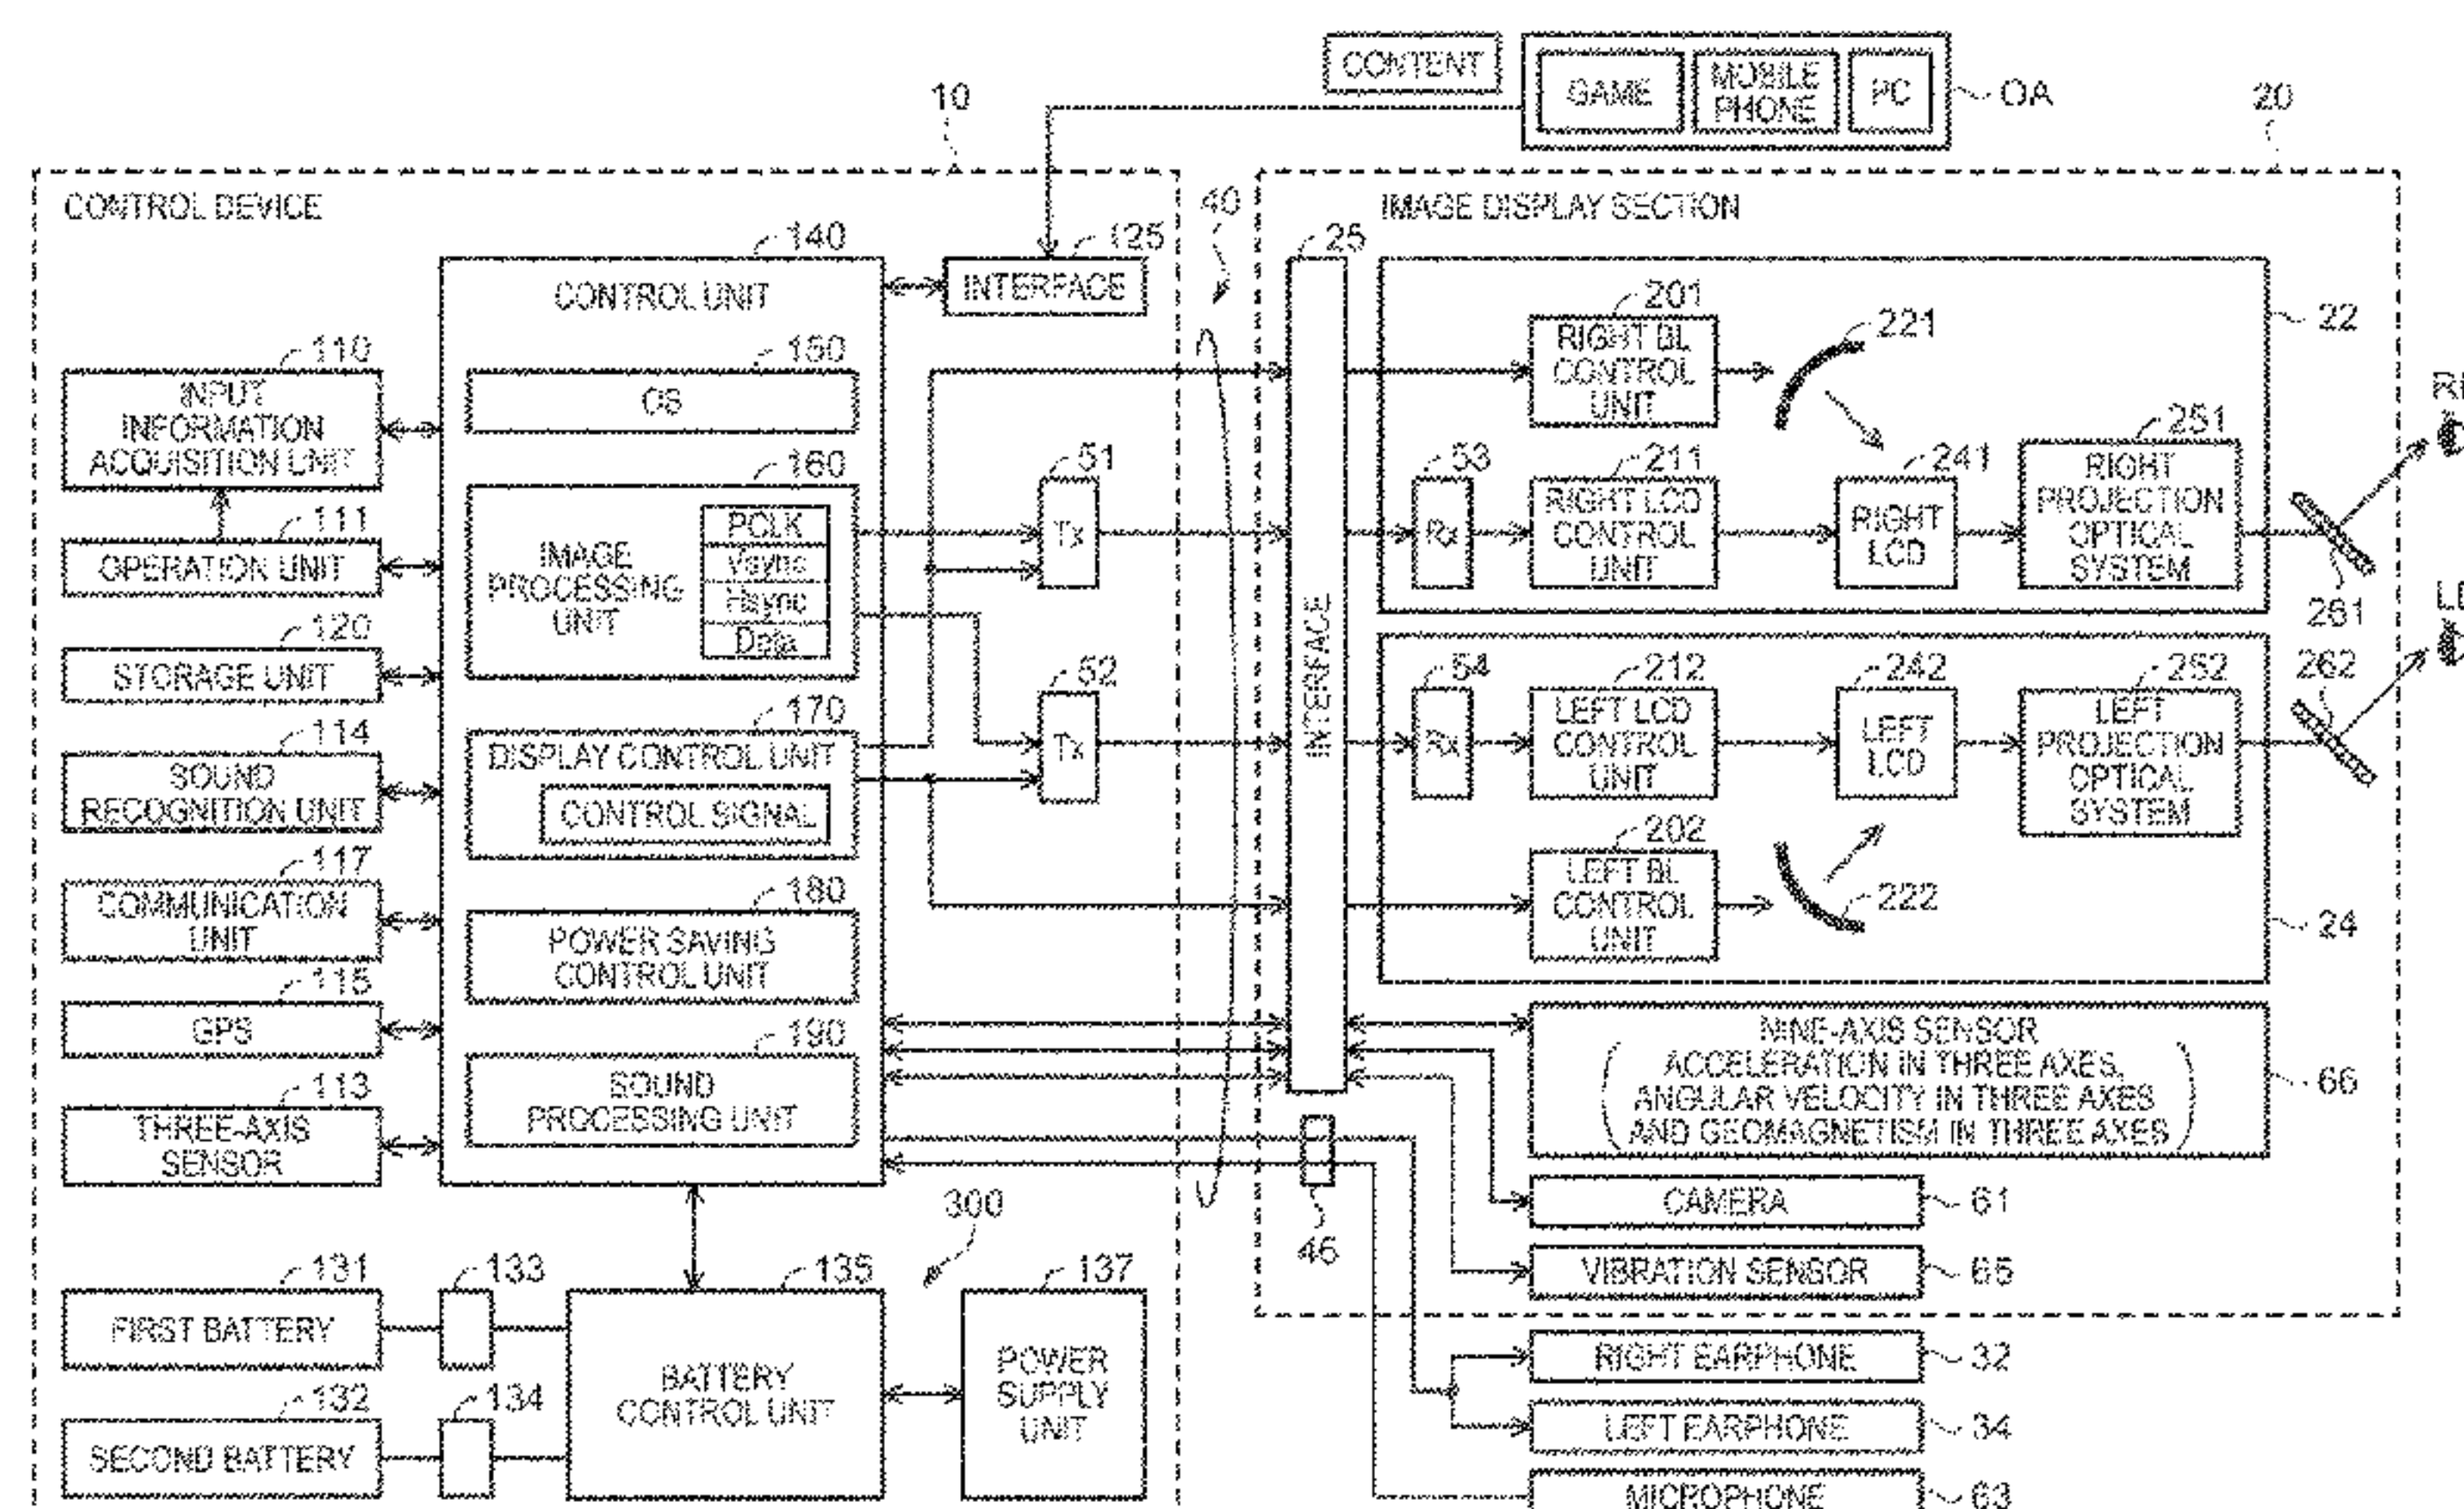 CONTENT
GAME
MOBILE
PHONE
PC
OA
10
20
CONTROL DEVICE
40
IMAGE DISPLAY SECTION
140
125
25
CONTROL UNIT
INTERFACE
201
RIGHT BL
CONTROL
UNIT
221
22
110
INPUT
INFORMATION
ACQUISITION UNIT
150
OS
160
51
53
211
241
251
IMAGE
PROCESSING
UNIT
PCLK
Vsync
Hsync
Data
Tx
Rx
RIGHT LCD
CONTROL
UNIT
RIGHT
LCD
RIGHT
PROJECTION
OPTICAL
SYSTEM
261
111
OPERATION UNIT
120
STORAGE UNIT
INTERFACE
52
54
212
242
252
262
170
DISPLAY CONTROL UNIT
CONTROL SIGNAL
Tx
Rx
LEFT LCD
CONTROL
UNIT
LEFT
LCD
LEFT
PROJECTION
OPTICAL
SYSTEM
114
SOUND
RECOGNITION UNIT
202
LEFT BL
CONTROL
UNIT
222
24
117
COMMUNICATION
UNIT
180
POWER SAVING
CONTROL UNIT
115
GPS
190
SOUND
PROCESSING UNIT
NINE-AXIS SENSOR
(ACCELERATION IN THREE AXES,
ANGULAR VELOCITY IN THREE AXES
AND GEOMAGNETISM IN THREE AXES)
66
113
THREE-AXIS
SENSOR
46
CAMERA
61
300
VIBRATION SENSOR
65
131
133
135
137
FIRST BATTERY
BATTERY
CONTROL UNIT
POWER
SUPPLY
UNIT
RIGHT EARPHONE
32
132
134
SECOND BATTERY
LEFT EARPHONE
34
MICROPHONE
63